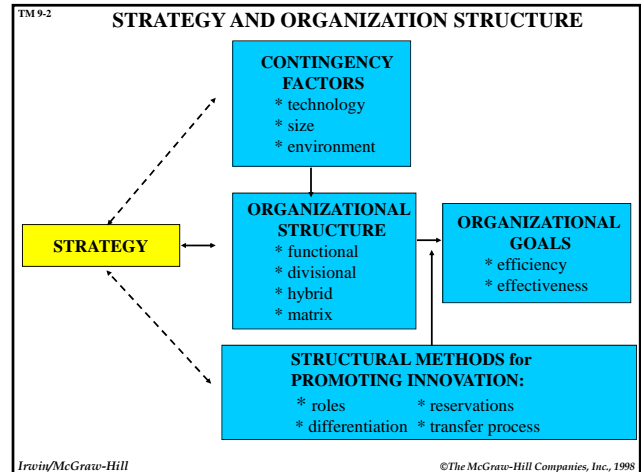 TM 9-2
STRATEGY AND ORGANIZATION STRUCTURE
CONTINGENCY
FACTORS
* technology
* size
* environment
STRATEGY
ORGANIZATIONAL
STRUCTURE
* functional
* divisional
* hybrid
* matrix
ORGANIZATIONAL
GOALS
* efficiency
* effectiveness
STRUCTURAL METHODS for
PROMOTING INNOVATION:
* roles * reservations
* differentiation * transfer process
Irwin/McGraw-Hill
©The McGraw-Hill Companies, Inc., 1998